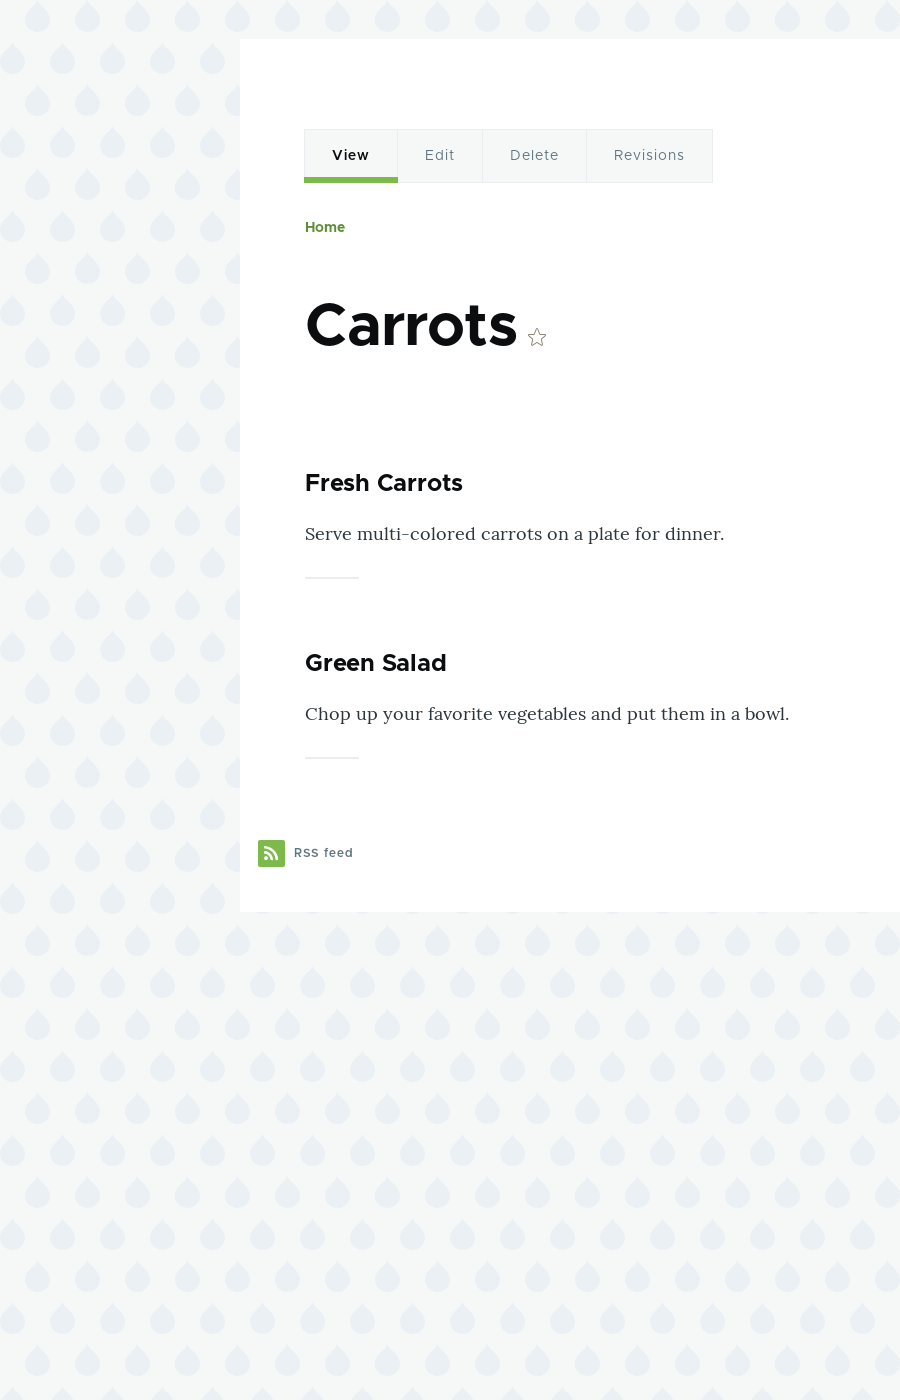 View Edit Delete Revisions
Home
Carrots
Fresh Carrots
Serve multi-colored carrots on a plate for dinner.
Green Salad
Chop up your favorite vegetables and put them in a bowl.
RSS feed